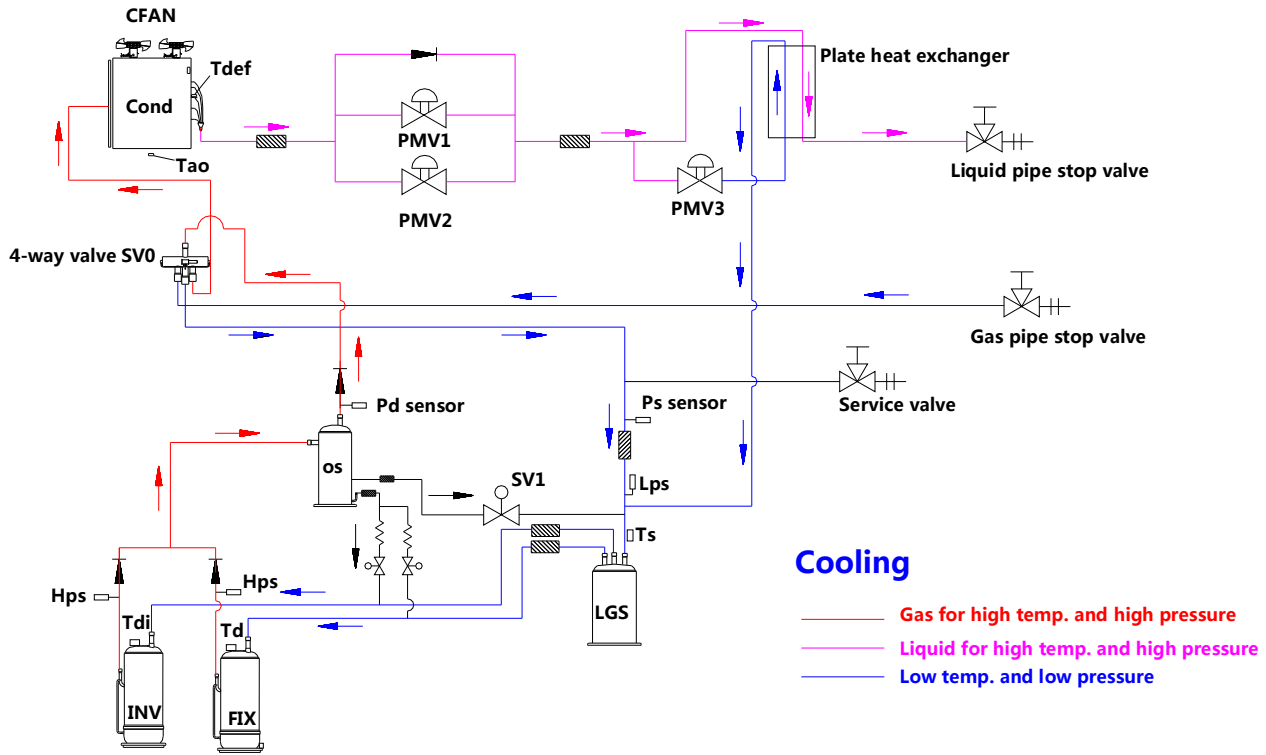 CFAN
Tdef
Cond
Tao
PMV1
PMV2
PMV3
Plate heat exchanger
Liquid pipe stop valve
4-way valve SV0
Gas pipe stop valve
Service valve
Pd sensor
Ps sensor
os
SV1
Lps
Ts
LGS
Hps
Hps
Tdi
Td
INV
FIX
Cooling
Gas for high temp. and high pressure
Liquid for high temp. and high pressure
Low temp. and low pressure